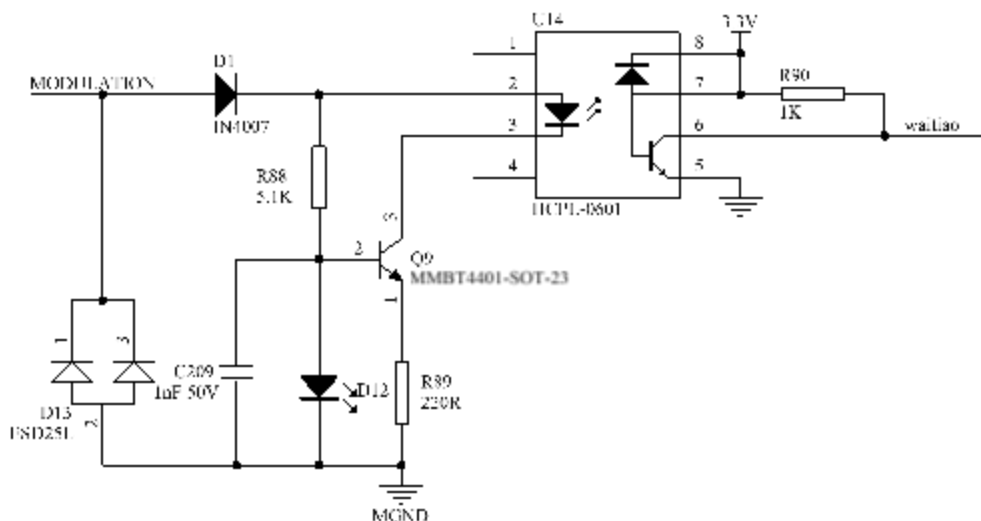 U14
3.3V
1
8
D1
MODULATION
2
7
R90
IN4007
1K
3
6
waitiao
R88
5.1K
4
5
HCPL-0601
3
2
Q9
MMBT4401-SOT-23
1
1
3
C209
1nF 50V
D12
R89
230R
D13
ESD25L
2
MGND